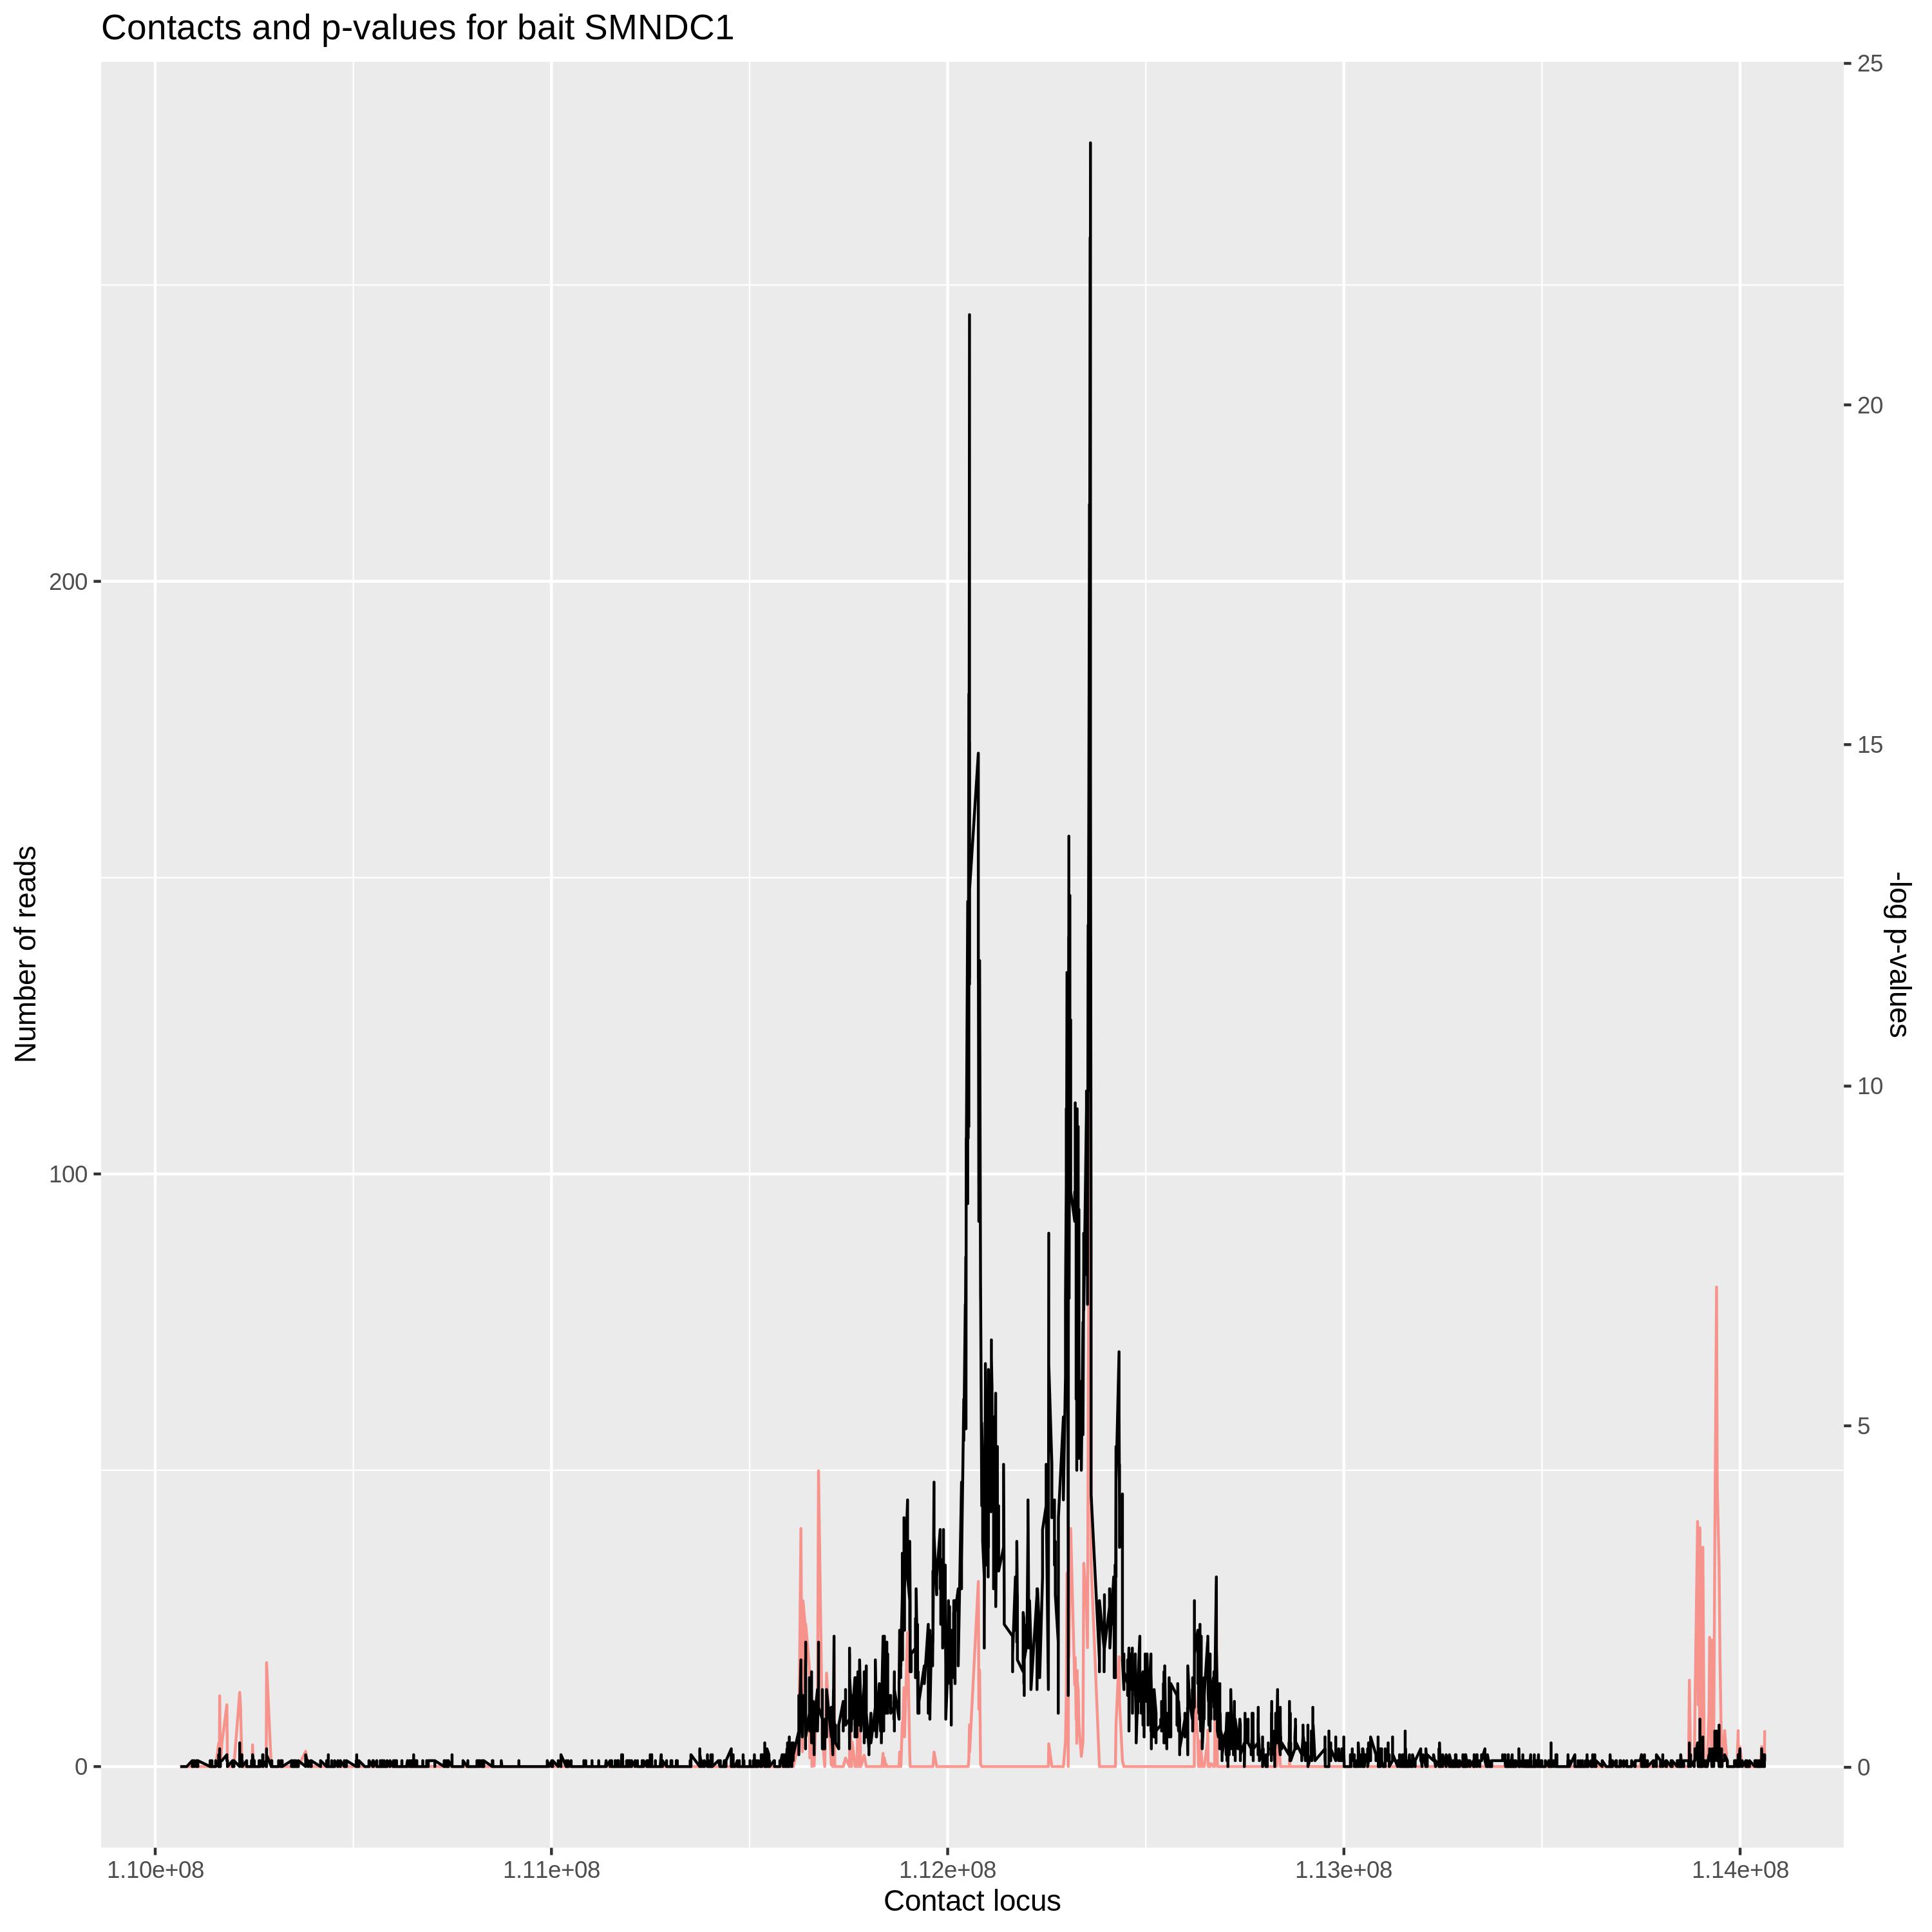 Contacts and p-values for bait SMNDC1
25
20
15
10
5
0
-log p-values
200
100
0
Number of reads
1.10e+08 1.11e+08 1.12e+08 1.13e+08 1.14e+08
Contact locus